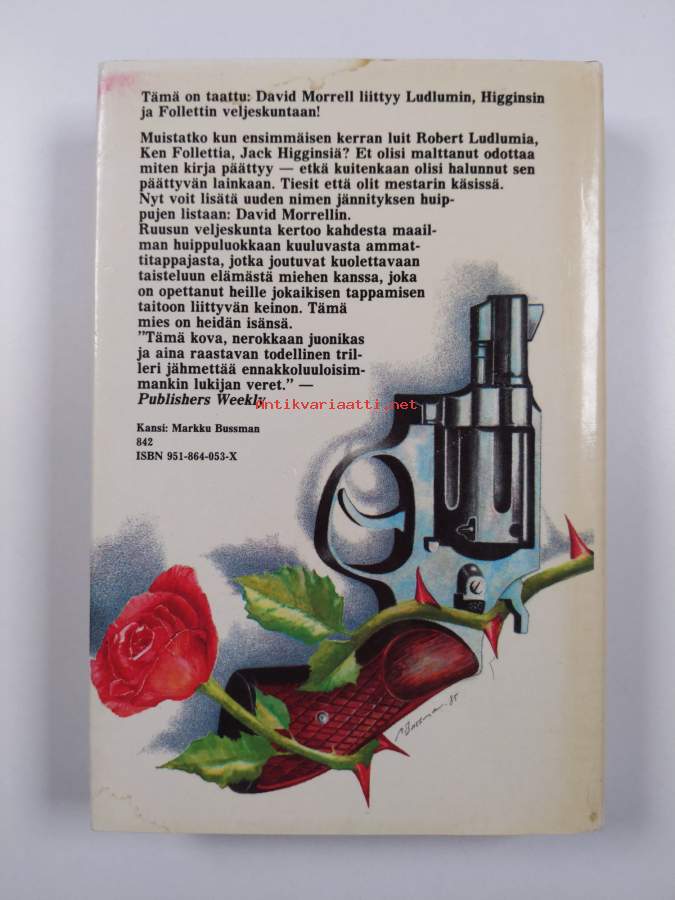 Tämä on taattu: David Morrell liittyy Ludlumin, Higginsin
ja Follettin veljeskuntaan!
Muistatko kun ensimmäisen kerran luit Robert Ludlumia,
Ken Follettia, Jack Higginsiä? Et olisi malttanut odottaa
miten kirja päättyy — etkä kuitenkaan olisi halunnut sen
päättyvän lainkaan. Tiesit että olit mestarin käsissä.
Nyt voit lisätä uuden nimen jännityksen huip-
pujen listaan: David Morrellin.
Ruusun veljeskunta kertoo kahdesta maail-
man huippuluokkaan kuuluvasta ammat-
titappajasta, jotka joutuvat kuolettavaan
taisteluun elämästä miehen kanssa, joka
on opettanut heille jokaikisen tappamisen
taitoon liittyvän keinon. Tämä
mies on heidän isänsä.
"Tämä kova, nerokkaan juonikas
ja aina raastavan todellinen tril-
leri jähmettää ennakkoluuloisim-
mankin lukijan veret." —
Publishers Weekly
Antikvariaatti.net
Kansi: Markku Bussman
842
ISBN 951-864-053-X
Bussman -85